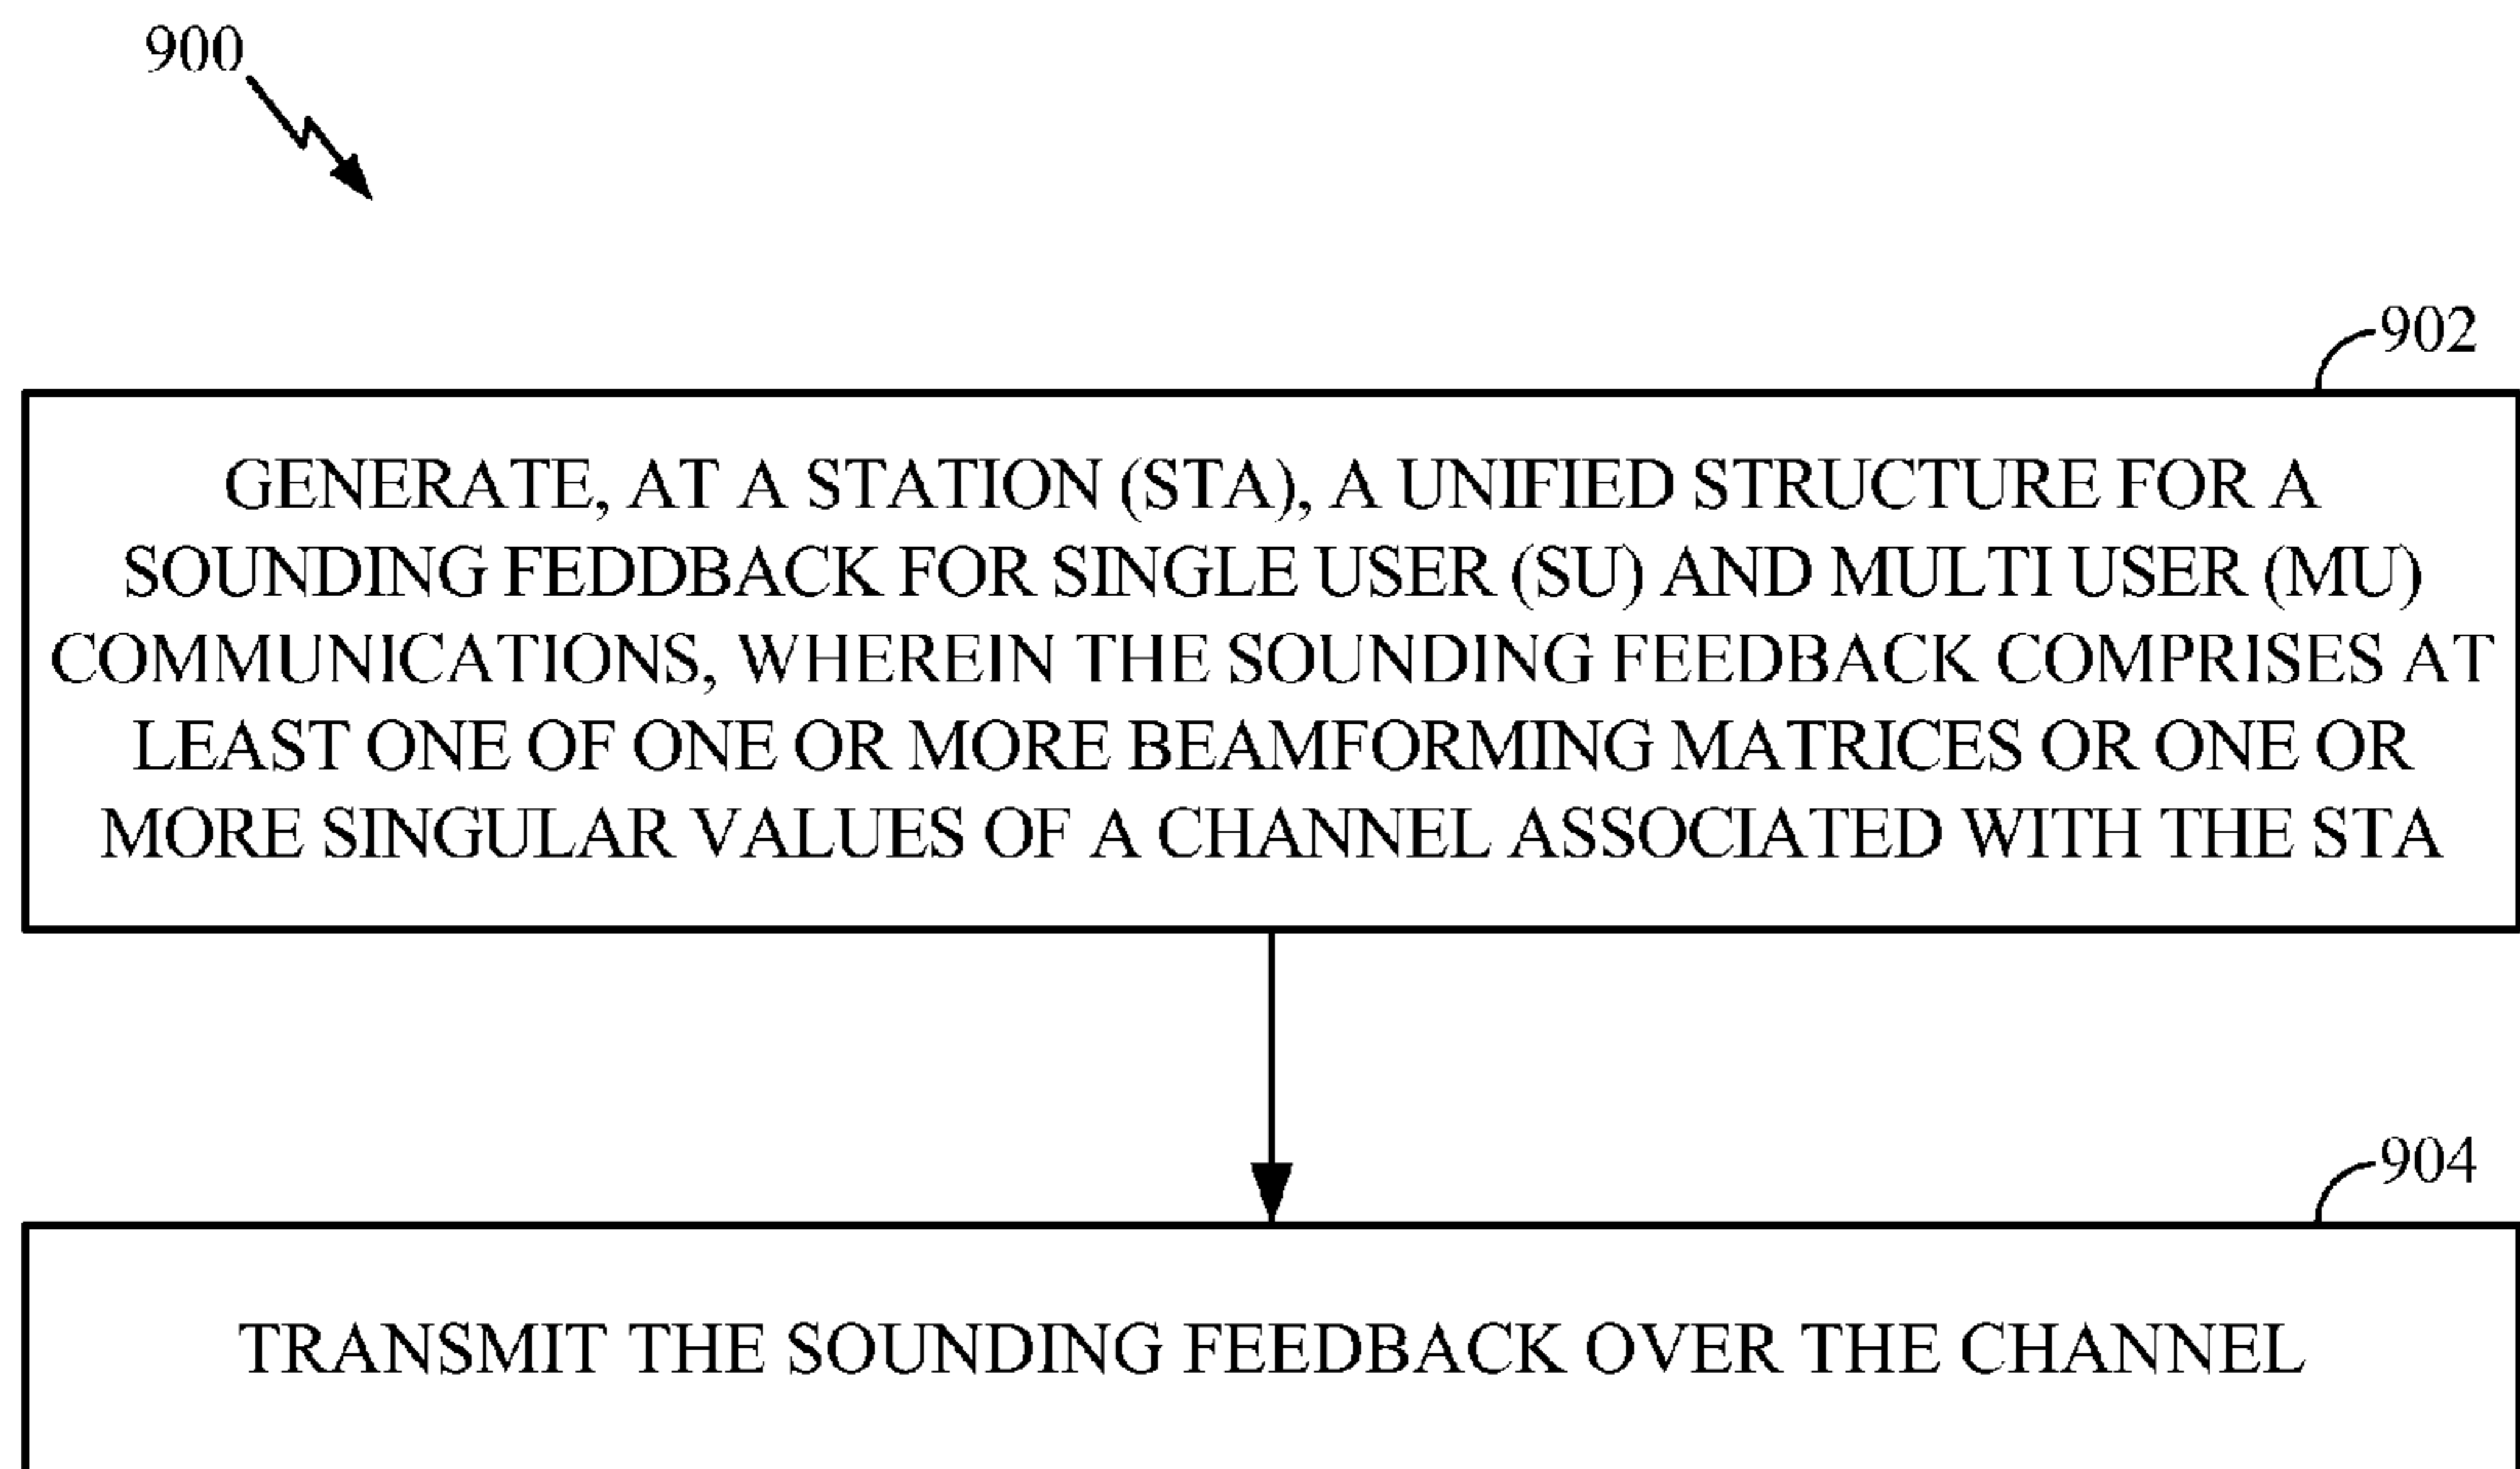 900
902
GENERATE, AT A STATION (STA), A UNIFIED STRUCTURE FOR A
SOUNDING FEDDBACK FOR SINGLE USER (SU) AND MULTI USER (MU)
COMMUNICATIONS, WHEREIN THE SOUNDING FEEDBACK COMPRISES AT
LEAST ONE OF ONE OR MORE BEAMFORMING MATRICES OR ONE OR
MORE SINGULAR VALUES OF A CHANNEL ASSOCIATED WITH THE STA
904
TRANSMIT THE SOUNDING FEEDBACK OVER THE CHANNEL